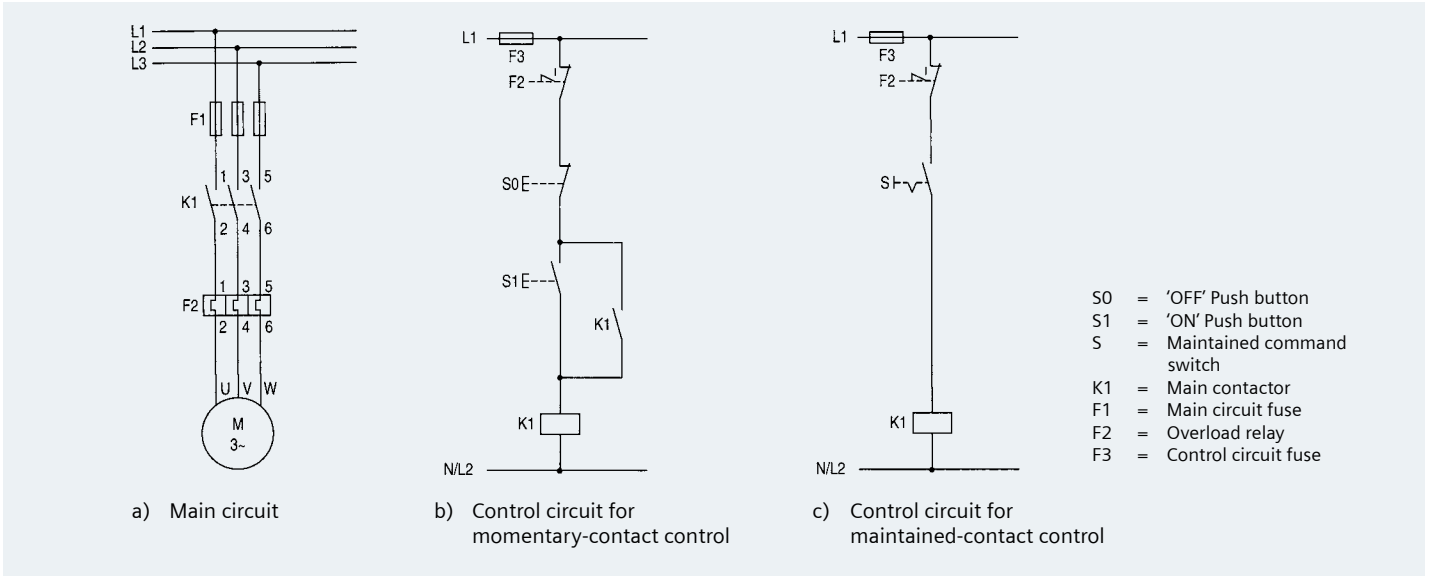 L1
L2
L3
F1
1 3 5
K1
2 4 6
1 3 5
F2
2 4 6
U V W
M
3~
a) Main circuit
L1
F3
F2
S0E
S1E
K1
K1
N/L2
b) Control circuit for
momentary-contact control
L1
F3
F2
S
K1
N/L2
c) Control circuit for
maintained-contact control
S0 = ‘OFF’ Push button
S1 = ‘ON’ Push button
S = Maintained command
switch
K1 = Main contactor
F1 = Main circuit fuse
F2 = Overload relay
F3 = Control circuit fuse